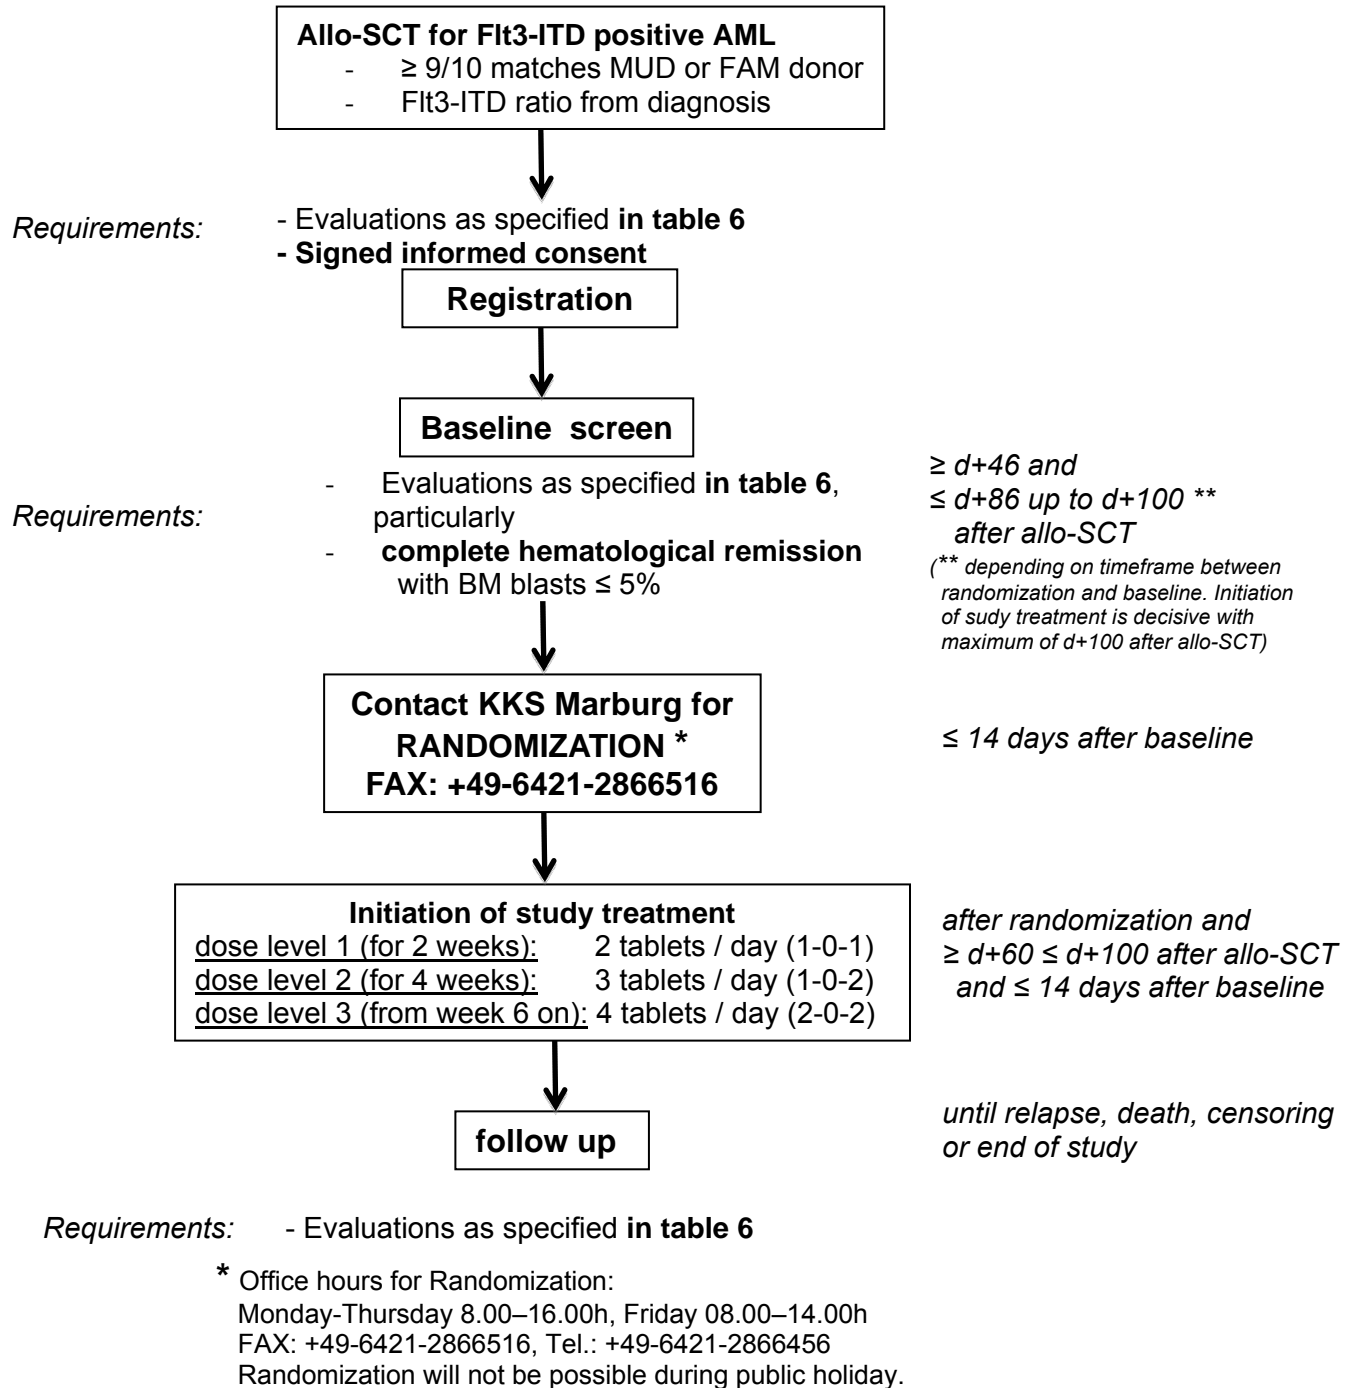 Allo-SCT for Flt3-ITD positive AML
- ≥ 9/10 matches MUD or FAM donor
- Flt3-ITD ratio from diagnosis
Requirements:
- Evaluations as specified in table 6
- Signed informed consent
Registration
Baseline screen
Requirements:
- Evaluations as specified in table 6,
particularly
- complete hematological remission
with BM blasts ≤ 5%
≥ d+46 and
≤ d+86 up to d+100 **
after allo-SCT
(** depending on timeframe between
randomization and baseline. Initiation
of sudy treatment is decisive with
maximum of d+100 after allo-SCT)
Contact KKS Marburg for
RANDOMIZATION *
FAX: +49-6421-2866516
≤ 14 days after baseline
Initiation of study treatment
dose level 1 (for 2 weeks): 2 tablets / day (1-0-1)
dose level 2 (for 4 weeks): 3 tablets / day (1-0-2)
dose level 3 (from week 6 on): 4 tablets / day (2-0-2)
after randomization and
≥ d+60 ≤ d+100 after allo-SCT
and ≤ 14 days after baseline
follow up
until relapse, death, censoring
or end of study
Requirements: - Evaluations as specified in table 6
* Office hours for Randomization:
Monday-Thursday 8.00–16.00h, Friday 08.00–14.00h
FAX: +49-6421-2866516, Tel.: +49-6421-2866456
Randomization will not be possible during public holiday.